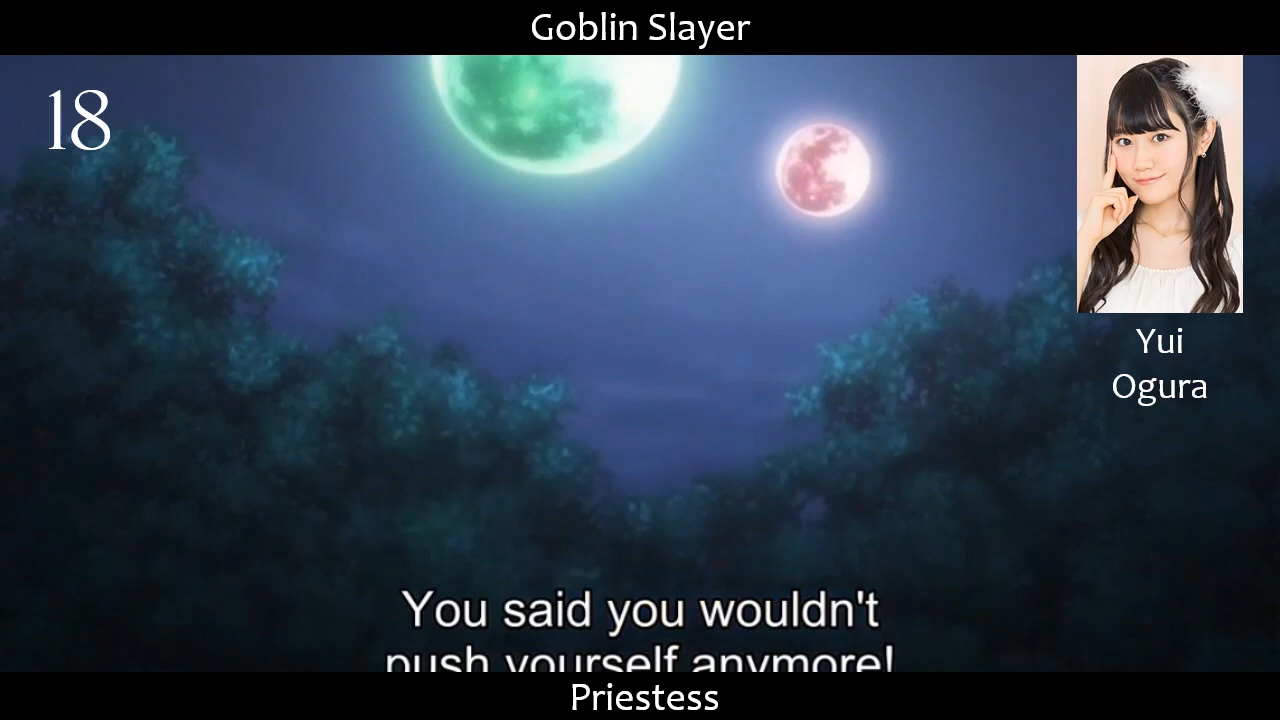 Goblin Slayer
18
Yui
Ogura
You said you wouldn't
push yourself anymore!
Priestess